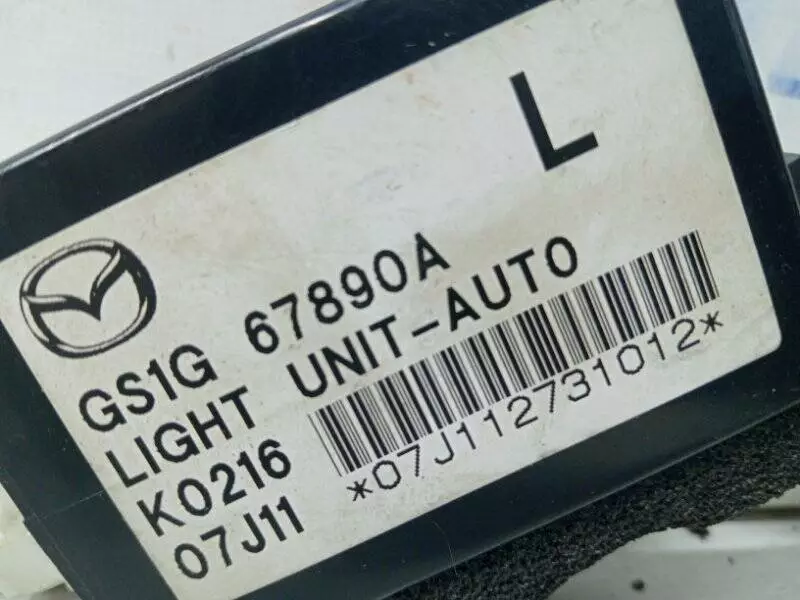 L
GS1G 67890A
LIGHT UNIT-AUTO
K0216
07J11
*07J112731012*